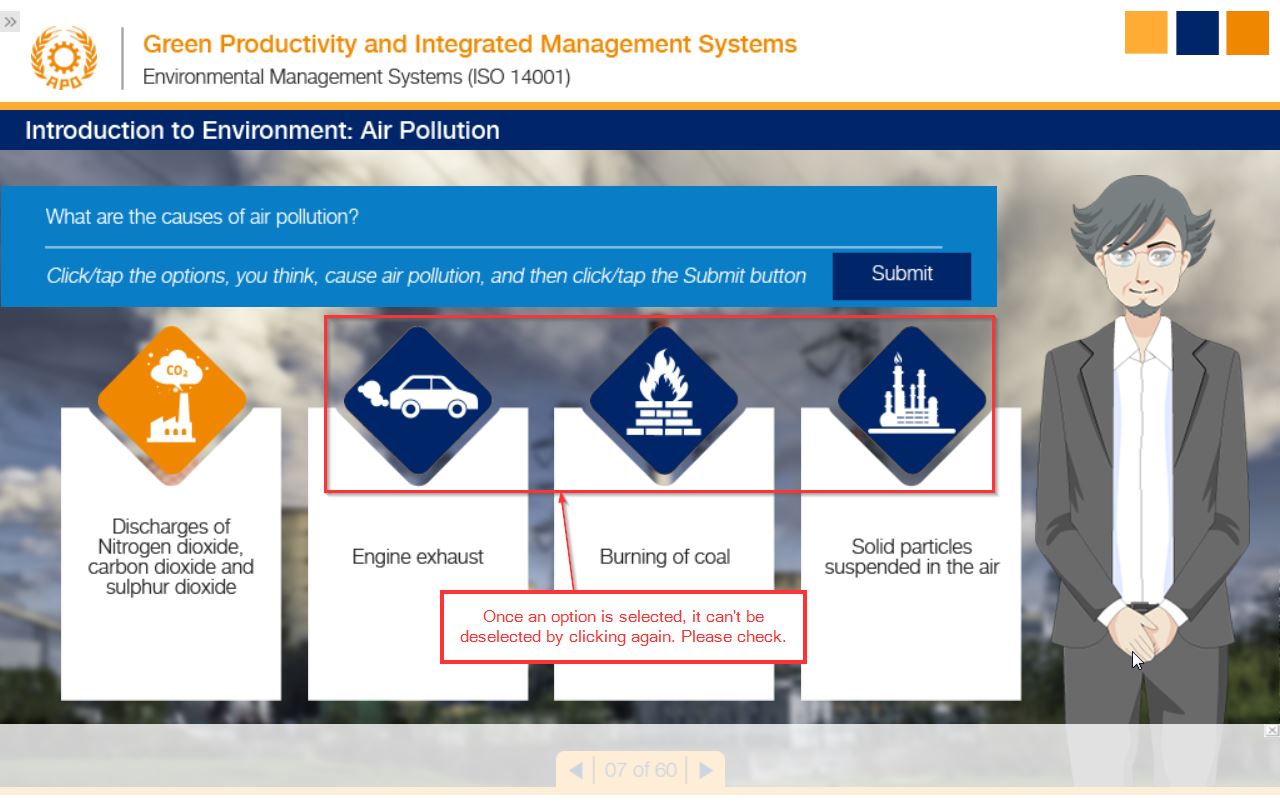 Green Productivity and Integrated Management Systems
APO
Environmental Management Systems (ISO 14001)
Introduction to Environment: Air Pollution
What are the causes of air pollution?
Click/tap the options, you think, cause air pollution, and then click/tap the Submit button
Submit
CO₂
Discharges of
Nitrogen dioxide,
carbon dioxide and
sulphur dioxide
Engine exhaust
Burning of coal
Solid particles
suspended in the air
Once an option is selected, it can't be
deselected by clicking again. Please check.
07 of 60